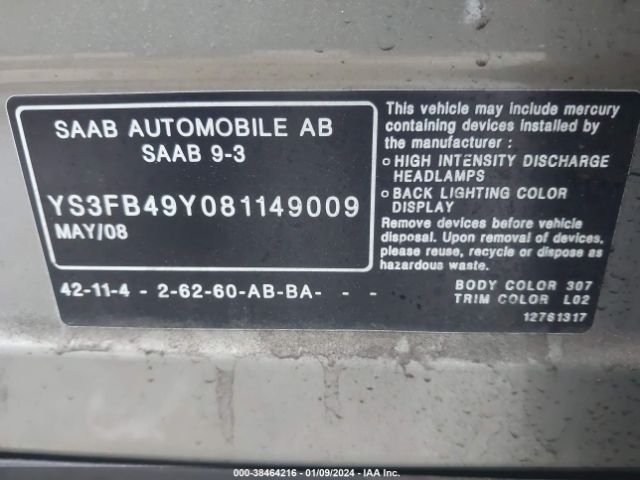 SAAB AUTOMOBILE AB
SAAB 9-3
YS3FB49Y081149009
MAY/08
42-11-4 - 2-62-60-AB-BA- - -
This vehicle may include mercury
containing devices installed by
the manufacturer :
o HIGH INTENSITY DISCHARGE
HEADLAMPS
o BACK LIGHTING COLOR
DISPLAY
Remove devices before vehicle
disposal. Upon removal of devices,
please reuse, recycle or dispose as
hazardous waste.
BODY COLOR 307
TRIM COLOR L02
12761317
000-38464216 - 01/09/2024 - IAA Inc.